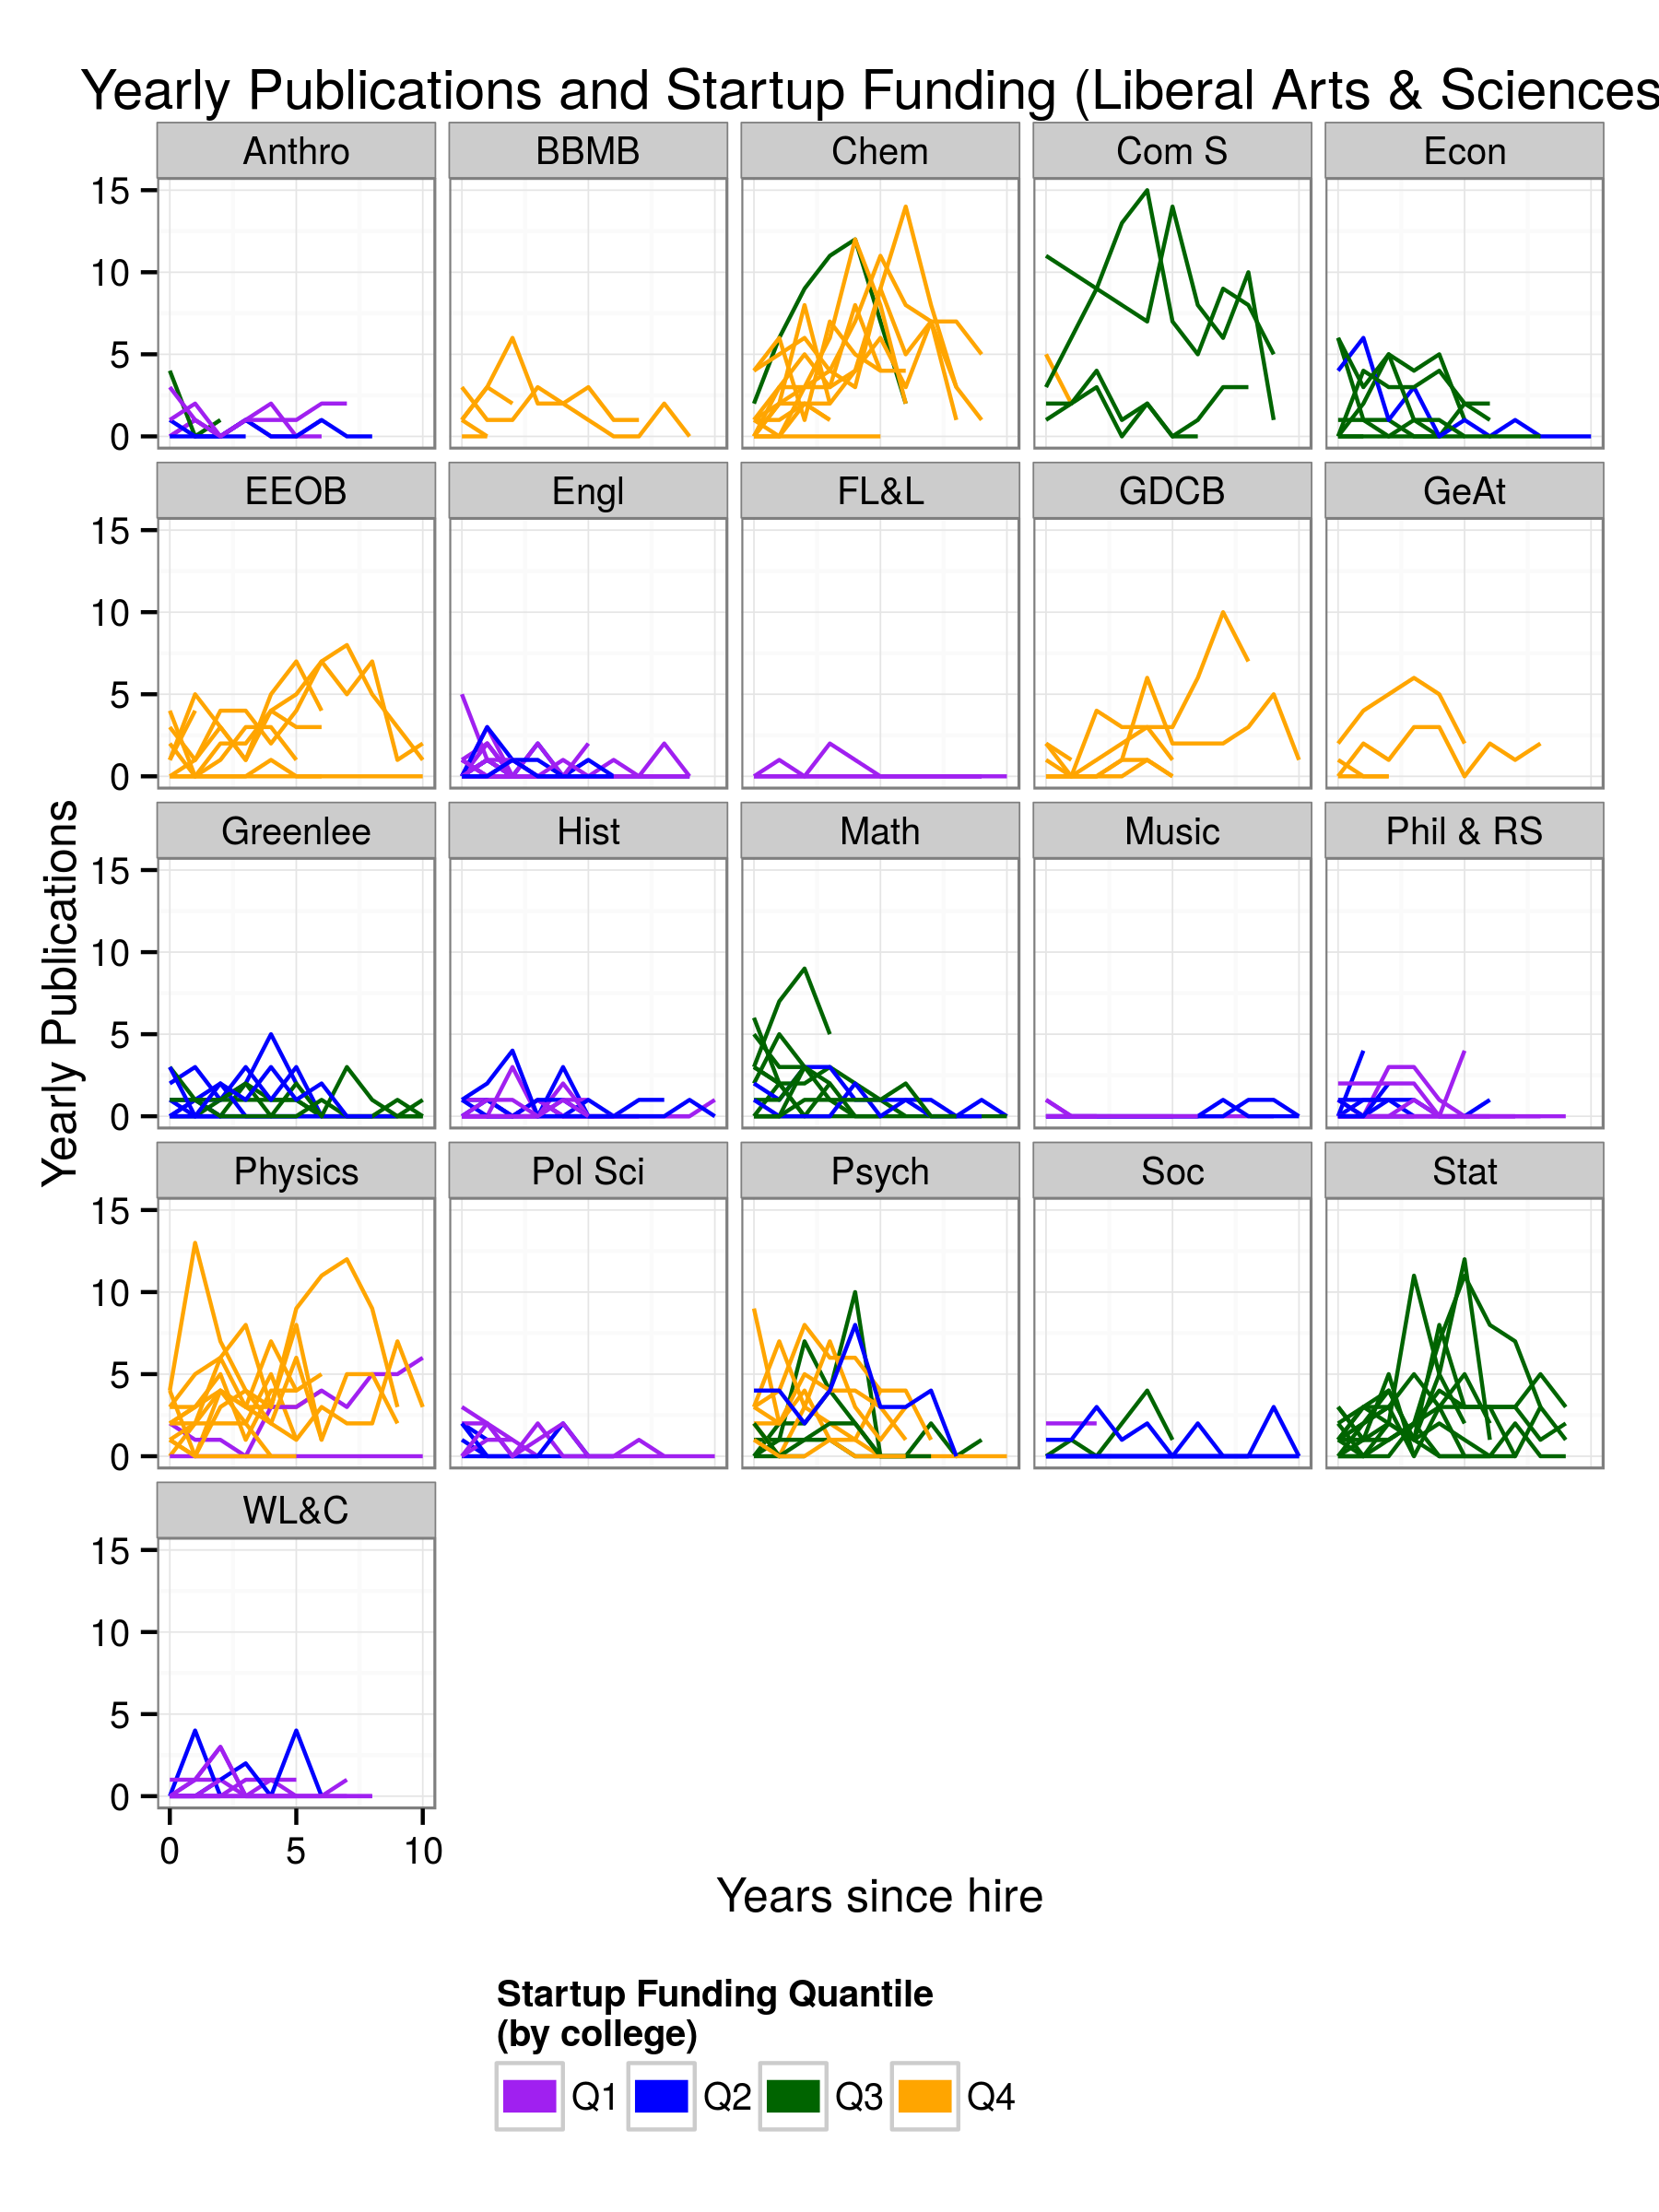 Yearly Publications and Startup Funding (Liberal Arts & Sciences
Anthro BBMB Chem Com S Econ
15
10
5
0
EEOB Engl FL&L GDCB GeAt
15
10
5
0
Greenlee Hist Math Music Phil & RS
15
10
5
0
Physics Pol Sci Psych Soc Stat
15
10
5
0
WL&C
15
10
5
0
0 5 10
Yearly Publications
Years since hire
Startup Funding Quantile
(by college)
Q1 Q2 Q3 Q4